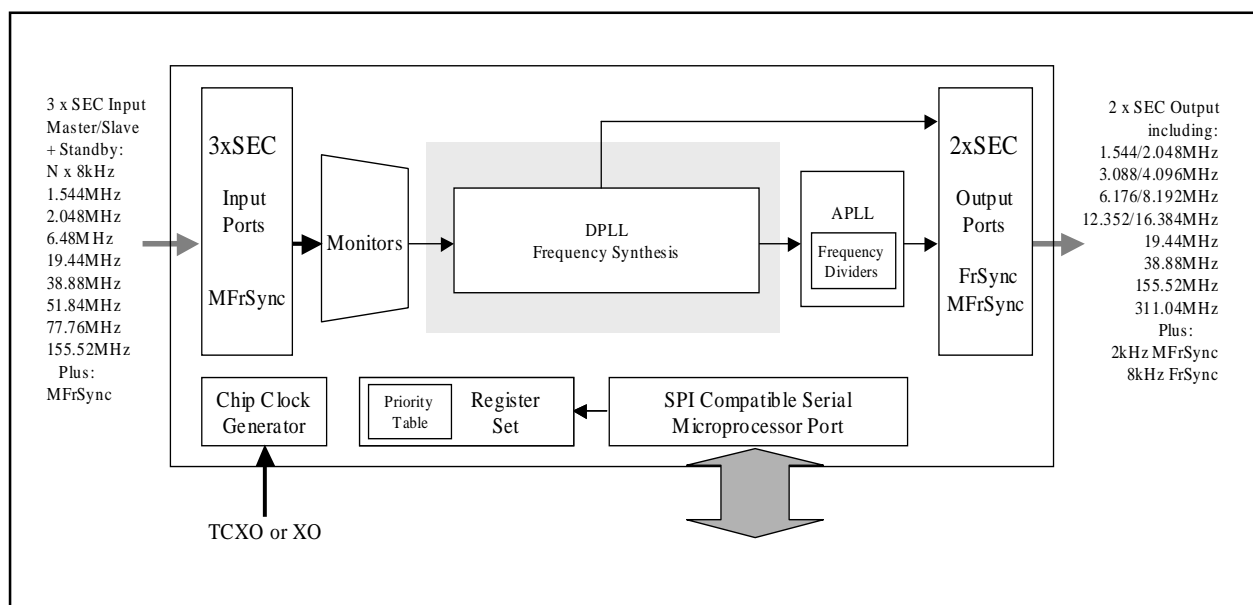 3 x SEC Input
Master/Slave
+ Standby:
N x 8kHz
1.544MHz
2.048MHz
6.48MHz
19.44MHz
38.88MHz
51.84MHz
77.76MHz
155.52MHz
Plus:
MFrSync
3xSEC
Input
Ports
MFrSync
Monitors
DPLL
Frequency Synthesis
APLL
Frequency
Dividers
2xSEC
Output
Ports
FrSync
MFrSync
2 x SEC Output
including:
1.544/2.048MHz
3.088/4.096MHz
6.176/8.192MHz
12.352/16.384MHz
19.44MHz
38.88MHz
155.52MHz
311.04MHz
Plus:
2kHz MFrSync
8kHz FrSync
Chip Clock
Generator
Priority
Table
Register
Set
SPI Compatible Serial
Microprocessor Port
TCXO or XO